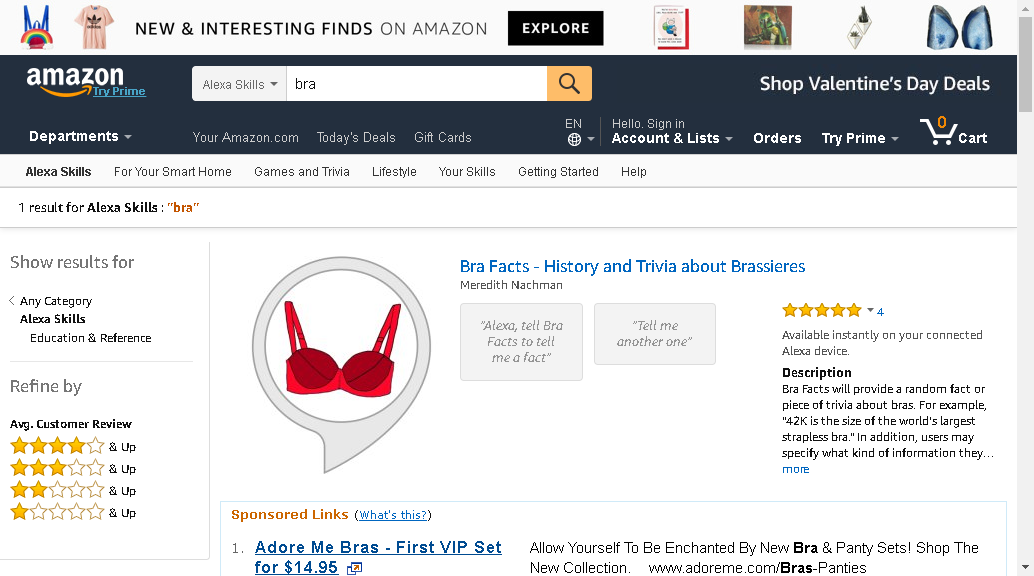 NEW & INTERESTING FINDS ON AMAZON
EXPLORE
amazon
Try Prime
Alexa Skills
bra
Shop Valentine's Day Deals
Departments
Your Amazon.com
Today's Deals
Gift Cards
EN
Hello. Sign in
Account & Lists
Orders
Try Prime
0
Cart
Alexa Skills
For Your Smart Home
Games and Trivia
Lifestyle
Your Skills
Getting Started
Help
1 result for Alexa Skills : "bra"
Show results for
Any Category
Alexa Skills
Education & Reference
Refine by
Avg. Customer Review
& Up
& Up
& Up
& Up
Bra Facts - History and Trivia about Brassieres
Meredith Nachman
"Alexa, tell Bra
Facts to tell
me a fact"
"Tell me
another one"
4
Available instantly on your connected
Alexa device.
Description
Bra Facts will provide a random fact or
piece of trivia about bras. For example,
"42K is the size of the world's largest
strapless bra." In addition, users may
specify what kind of information they...
more
Sponsored Links (What's this?)
1. Adore Me Bras - First VIP Set
for $14.95
Allow Yourself To Be Enchanted By New Bra & Panty Sets! Shop The
New Collection. www.adoreme.com/Bras-Panties